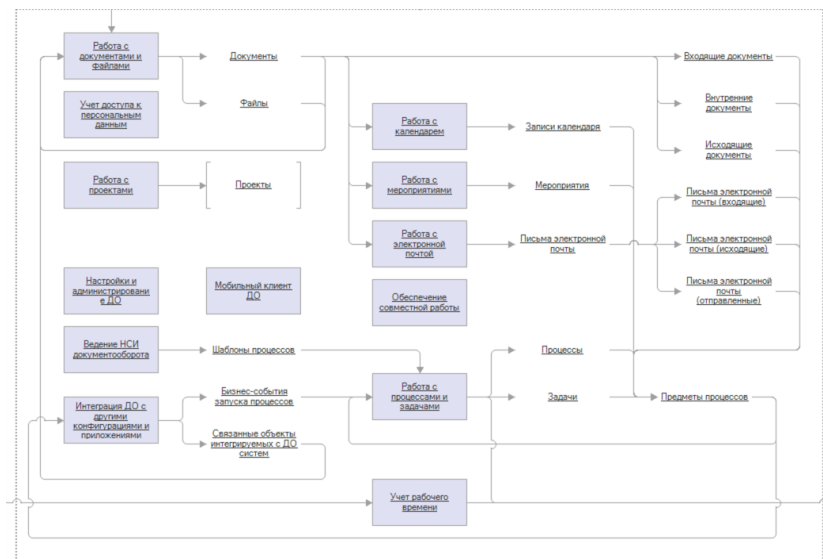 Работа с
документами и
файлами
Документы
Входящие документы
Учет доступа к
персональным
данным
Файлы
Внутренние
документы
Работа с
календарем
Записи календаря
Исходящие
документы
Работа с
проектами
Проекты
Работа с
мероприятиями
Мероприятия
Письма электронной
почты (входящие)
Работа с
электронной
почтой
Письма электронной
почты
Письма электронной
почты (исходящие)
Настройки и
администрировани
е ДО
Мобильный клиент
ДО
Обеспечение
совместной работы
Письма электронной
почты
(отправленные)
Ведение НСИ
документооборота
Шаблоны процессов
Процессы
Интеграция ДО с
другими
конфигурациями и
приложениями
Бизнес-события
запуска процессов
Работа с
процессами и
задачами
Задачи
Предметы процессов
Связанные объекты
интегрируемых с ДО
систем
Учет рабочего
времени